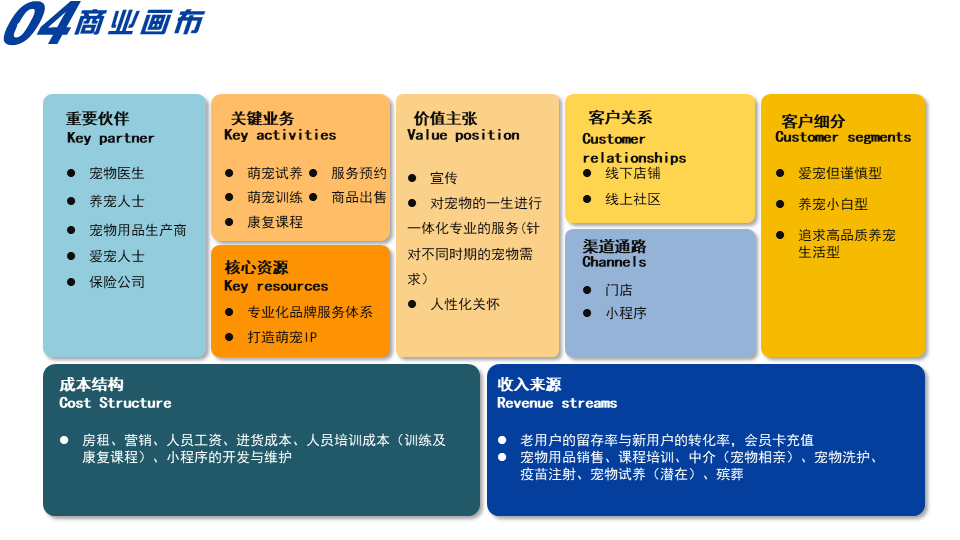 04商业画布
重要伙伴
Key partner
● 宠物医生
● 养宠人士
● 宠物用品生产商
● 爱宠人士
● 保险公司
关键业务
Key activities
● 萌宠试养 ● 服务预约
● 萌宠训练 ● 商品出售
● 康复课程
核心资源
Key resources
● 专业化品牌服务体系
● 打造萌宠IP
价值主张
Value position
● 宣传
● 对宠物的一生进行
一体化专业的服务(针
对不同时期的宠物需
求）
● 人性化关怀
客户关系
Customer
relationships
● 线下店铺
● 线上社区
渠道通路
Channels
● 门店
● 小程序
客户细分
Customer segments
● 爱宠但谨慎型
● 养宠小白型
● 追求高品质养宠
生活型
成本结构
Cost Structure
● 房租、营销、人员工资、进货成本、人员培训成本（训练及
康复课程）、小程序的开发与维护
收入来源
Revenue streams
● 老用户的留存率与新用户的转化率，会员卡充值
● 宠物用品销售、课程培训、中介（宠物相亲）、宠物洗护、
疫苗注射、宠物试养（潜在）、殡葬